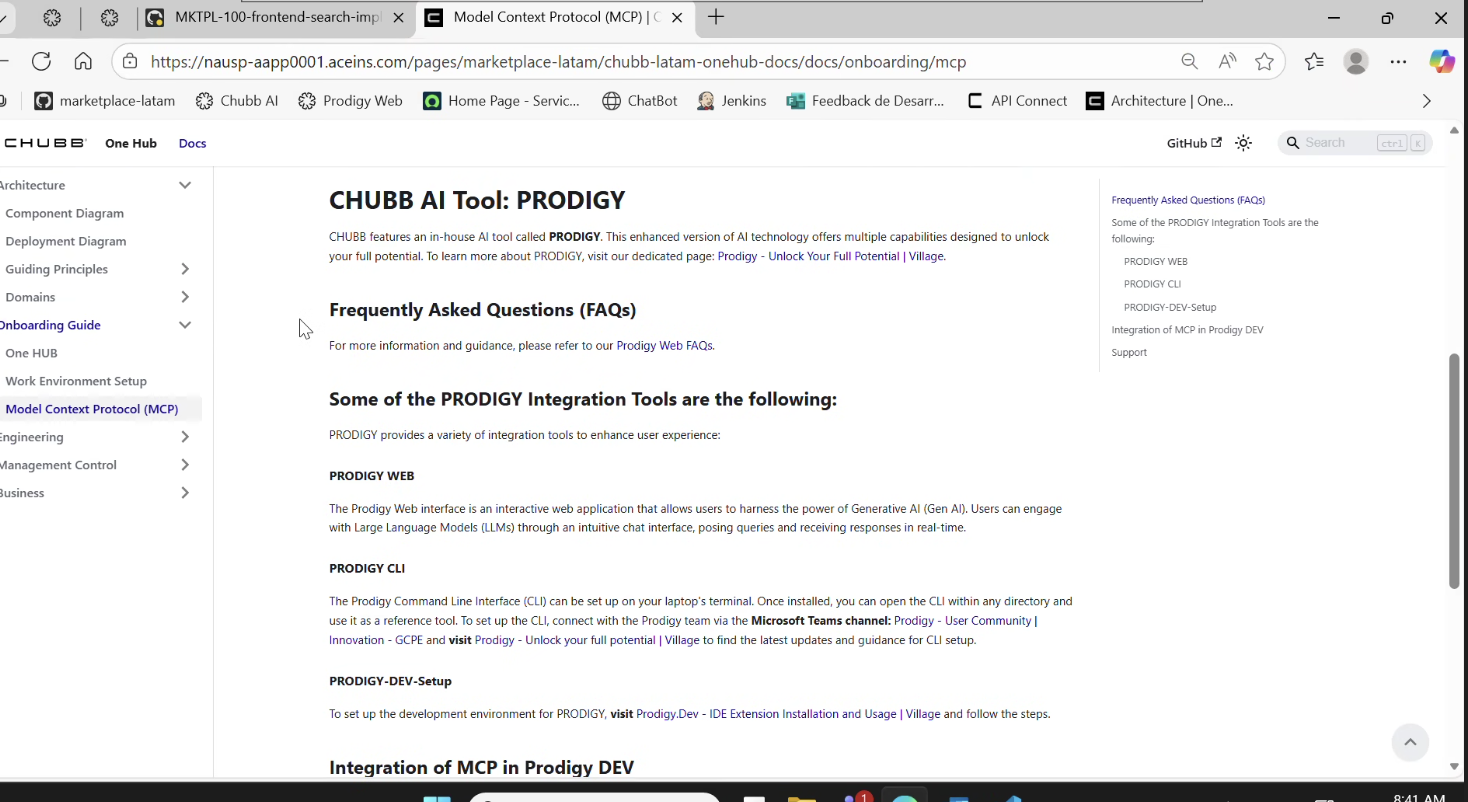 MKTPL-100-frontend-search-impl
Model Context Protocol (MCP) | C
https://nausp-aapp0001.aceins.com/pages/marketplace-latam/chubb-latam-onehub-docs/docs/onboarding/mcp
marketplace-latam
Chubb AI
Prodigy Web
Home Page - Servic...
ChatBot
Jenkins
Feedback de Desarr...
API Connect
Architecture | One...
CHUBB
One Hub
Docs
GitHub
Search
ctrl
K
Architecture
Component Diagram
Deployment Diagram
Guiding Principles
Domains
Onboarding Guide
One HUB
Work Environment Setup
Model Context Protocol (MCP)
Engineering
Management Control
Business
CHUBB AI Tool: PRODIGY
CHUBB features an in-house AI tool called PRODIGY. This enhanced version of AI technology offers multiple capabilities designed to unlock
your full potential. To learn more about PRODIGY, visit our dedicated page: Prodigy - Unlock Your Full Potential | Village.
Frequently Asked Questions (FAQs)
For more information and guidance, please refer to our Prodigy Web FAQs.
Some of the PRODIGY Integration Tools are the following:
PRODIGY provides a variety of integration tools to enhance user experience:
PRODIGY WEB
The Prodigy Web interface is an interactive web application that allows users to harness the power of Generative AI (Gen AI). Users can engage
with Large Language Models (LLMs) through an intuitive chat interface, posing queries and receiving responses in real-time.
PRODIGY CLI
The Prodigy Command Line Interface (CLI) can be set up on your laptop's terminal. Once installed, you can open the CLI within any directory and
use it as a reference tool. To set up the CLI, connect with the Prodigy team via the Microsoft Teams channel: Prodigy - User Community |
Innovation - GCPE and visit Prodigy - Unlock your full potential | Village to find the latest updates and guidance for CLI setup.
PRODIGY-DEV-Setup
To set up the development environment for PRODIGY, visit Prodigy.Dev - IDE Extension Installation and Usage | Village and follow the steps.
Integration of MCP in Prodigy DEV
Frequently Asked Questions (FAQs)
Some of the PRODIGY Integration Tools are the
following:
PRODIGY WEB
PRODIGY CLI
PRODIGY-DEV-Setup
Integration of MCP in Prodigy DEV
Support
1
8:41 AM